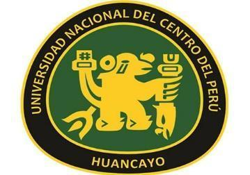 UNIVERSIDAD NACIONAL DEL CENTRO DEL PERÚ
HUANCAYO